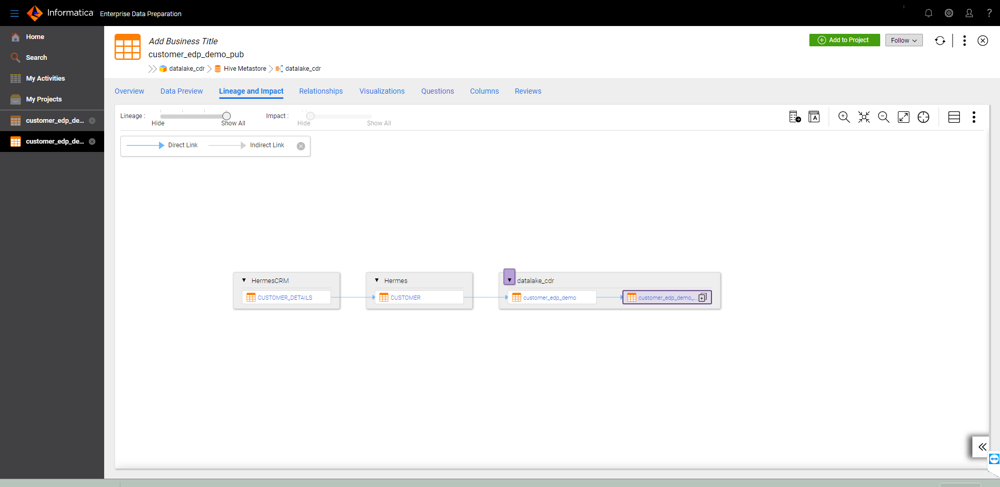 Informatica Enterprise Data Preparation
?
Home
Search
My Activities
My Projects
customer_edp_de...
customer_edp_de...
Add Business Title
customer_edp_demo_pub
datalake_cdr Hive Metastore datalake_cdr
Add to Project Follow
Overview Data Preview Lineage and Impact Relationships Visualizations Questions Columns Reviews
Lineage : Hide Show All
Impact : Hide Show All
A
Direct Link Indirect Link
HermesCRM
CUSTOMER_DETAILS
Hermes
CUSTOMER
datalake_cdr
customer_edp_demo
customer_edp_demo_...